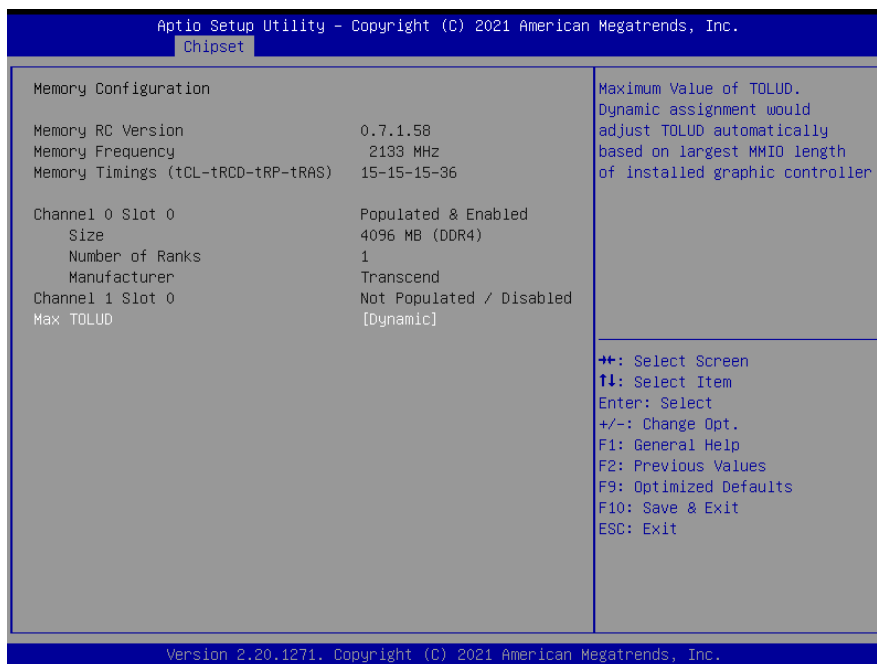 Aptio Setup Utility – Copyright (C) 2021 American Megatrends, Inc.
Chipset
Memory Configuration
Memory RC Version 0.7.1.58
Memory Frequency 2133 MHz
Memory Timings (tCL-tRCD-tRP-tRAS) 15-15-15-36
Channel 0 Slot 0 Populated & Enabled
Size 4096 MB (DDR4)
Number of Ranks 1
Manufacturer Transcend
Channel 1 Slot 0 Not Populated / Disabled
Max TOLUD [Dynamic]
Maximum Value of TOLUD.
Dynamic assignment would
adjust TOLUD automatically
based on largest MMIO length
of installed graphic controller
→←: Select Screen
↑↓: Select Item
Enter: Select
+/-: Change Opt.
F1: General Help
F2: Previous Values
F9: Optimized Defaults
F10: Save & Exit
ESC: Exit
Version 2.20.1271. Copyright (C) 2021 American Megatrends, Inc.